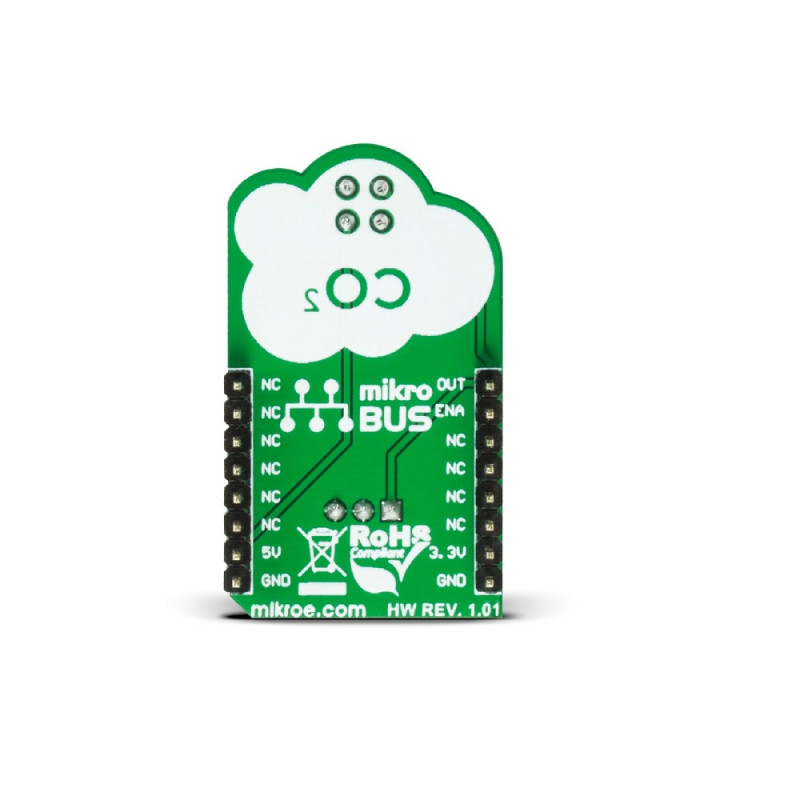 CO2
NC
NC
NC
NC
NC
NC
5V
GND
mikro
BUS
OUT
ENA
NC
NC
NC
NC
3.3V
GND
RoHS
Compliant
mikroe.com HW REV. 1.01